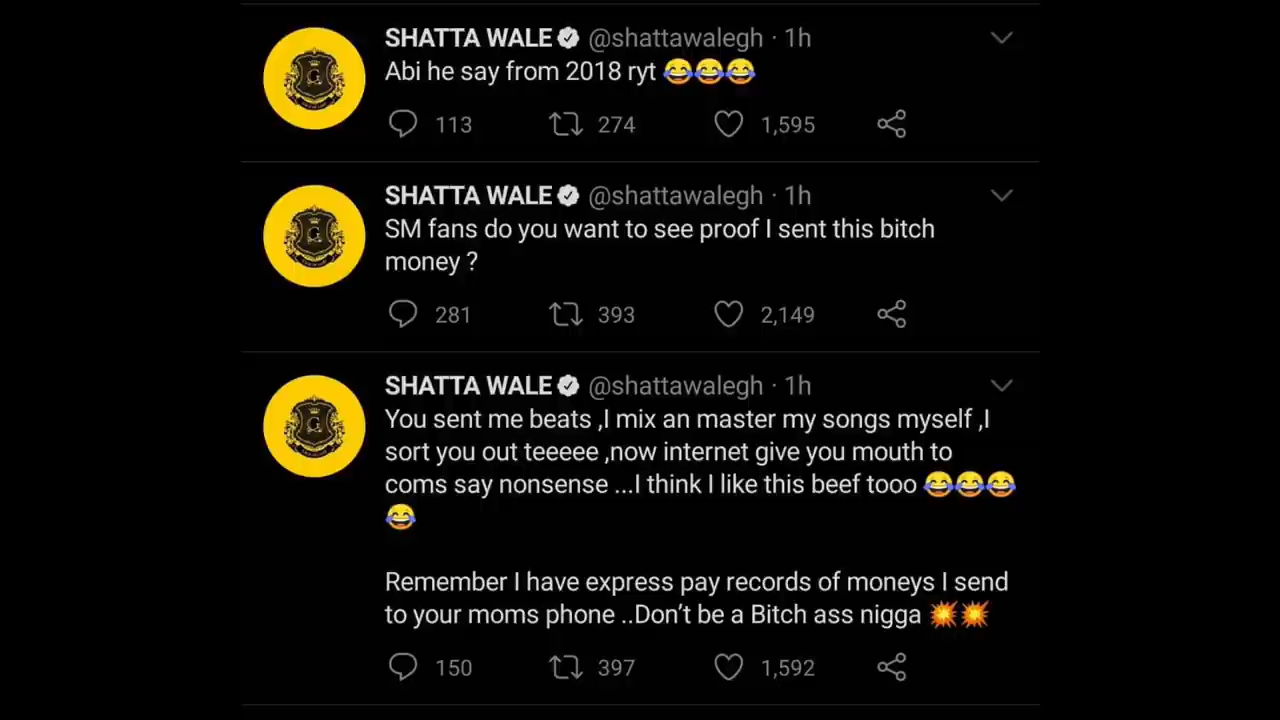 SHATTA WALE @shattawalegh · 1h
Abi he say from 2018 ryt 😂😂😂
113 274 1,595
SHATTA WALE @shattawalegh · 1h
SM fans do you want to see proof I sent this bitch
money ?
281 393 2,149
SHATTA WALE @shattawalegh · 1h
You sent me beats ,I mix an master my songs myself ,I
sort you out teeeee ,now internet give you mouth to
coms say nonsense ...I think I like this beef tooo 😂😂😂
😂
Remember I have express pay records of moneys I send
to your moms phone ..Don't be a Bitch ass nigga 💥💥
150 397 1,592